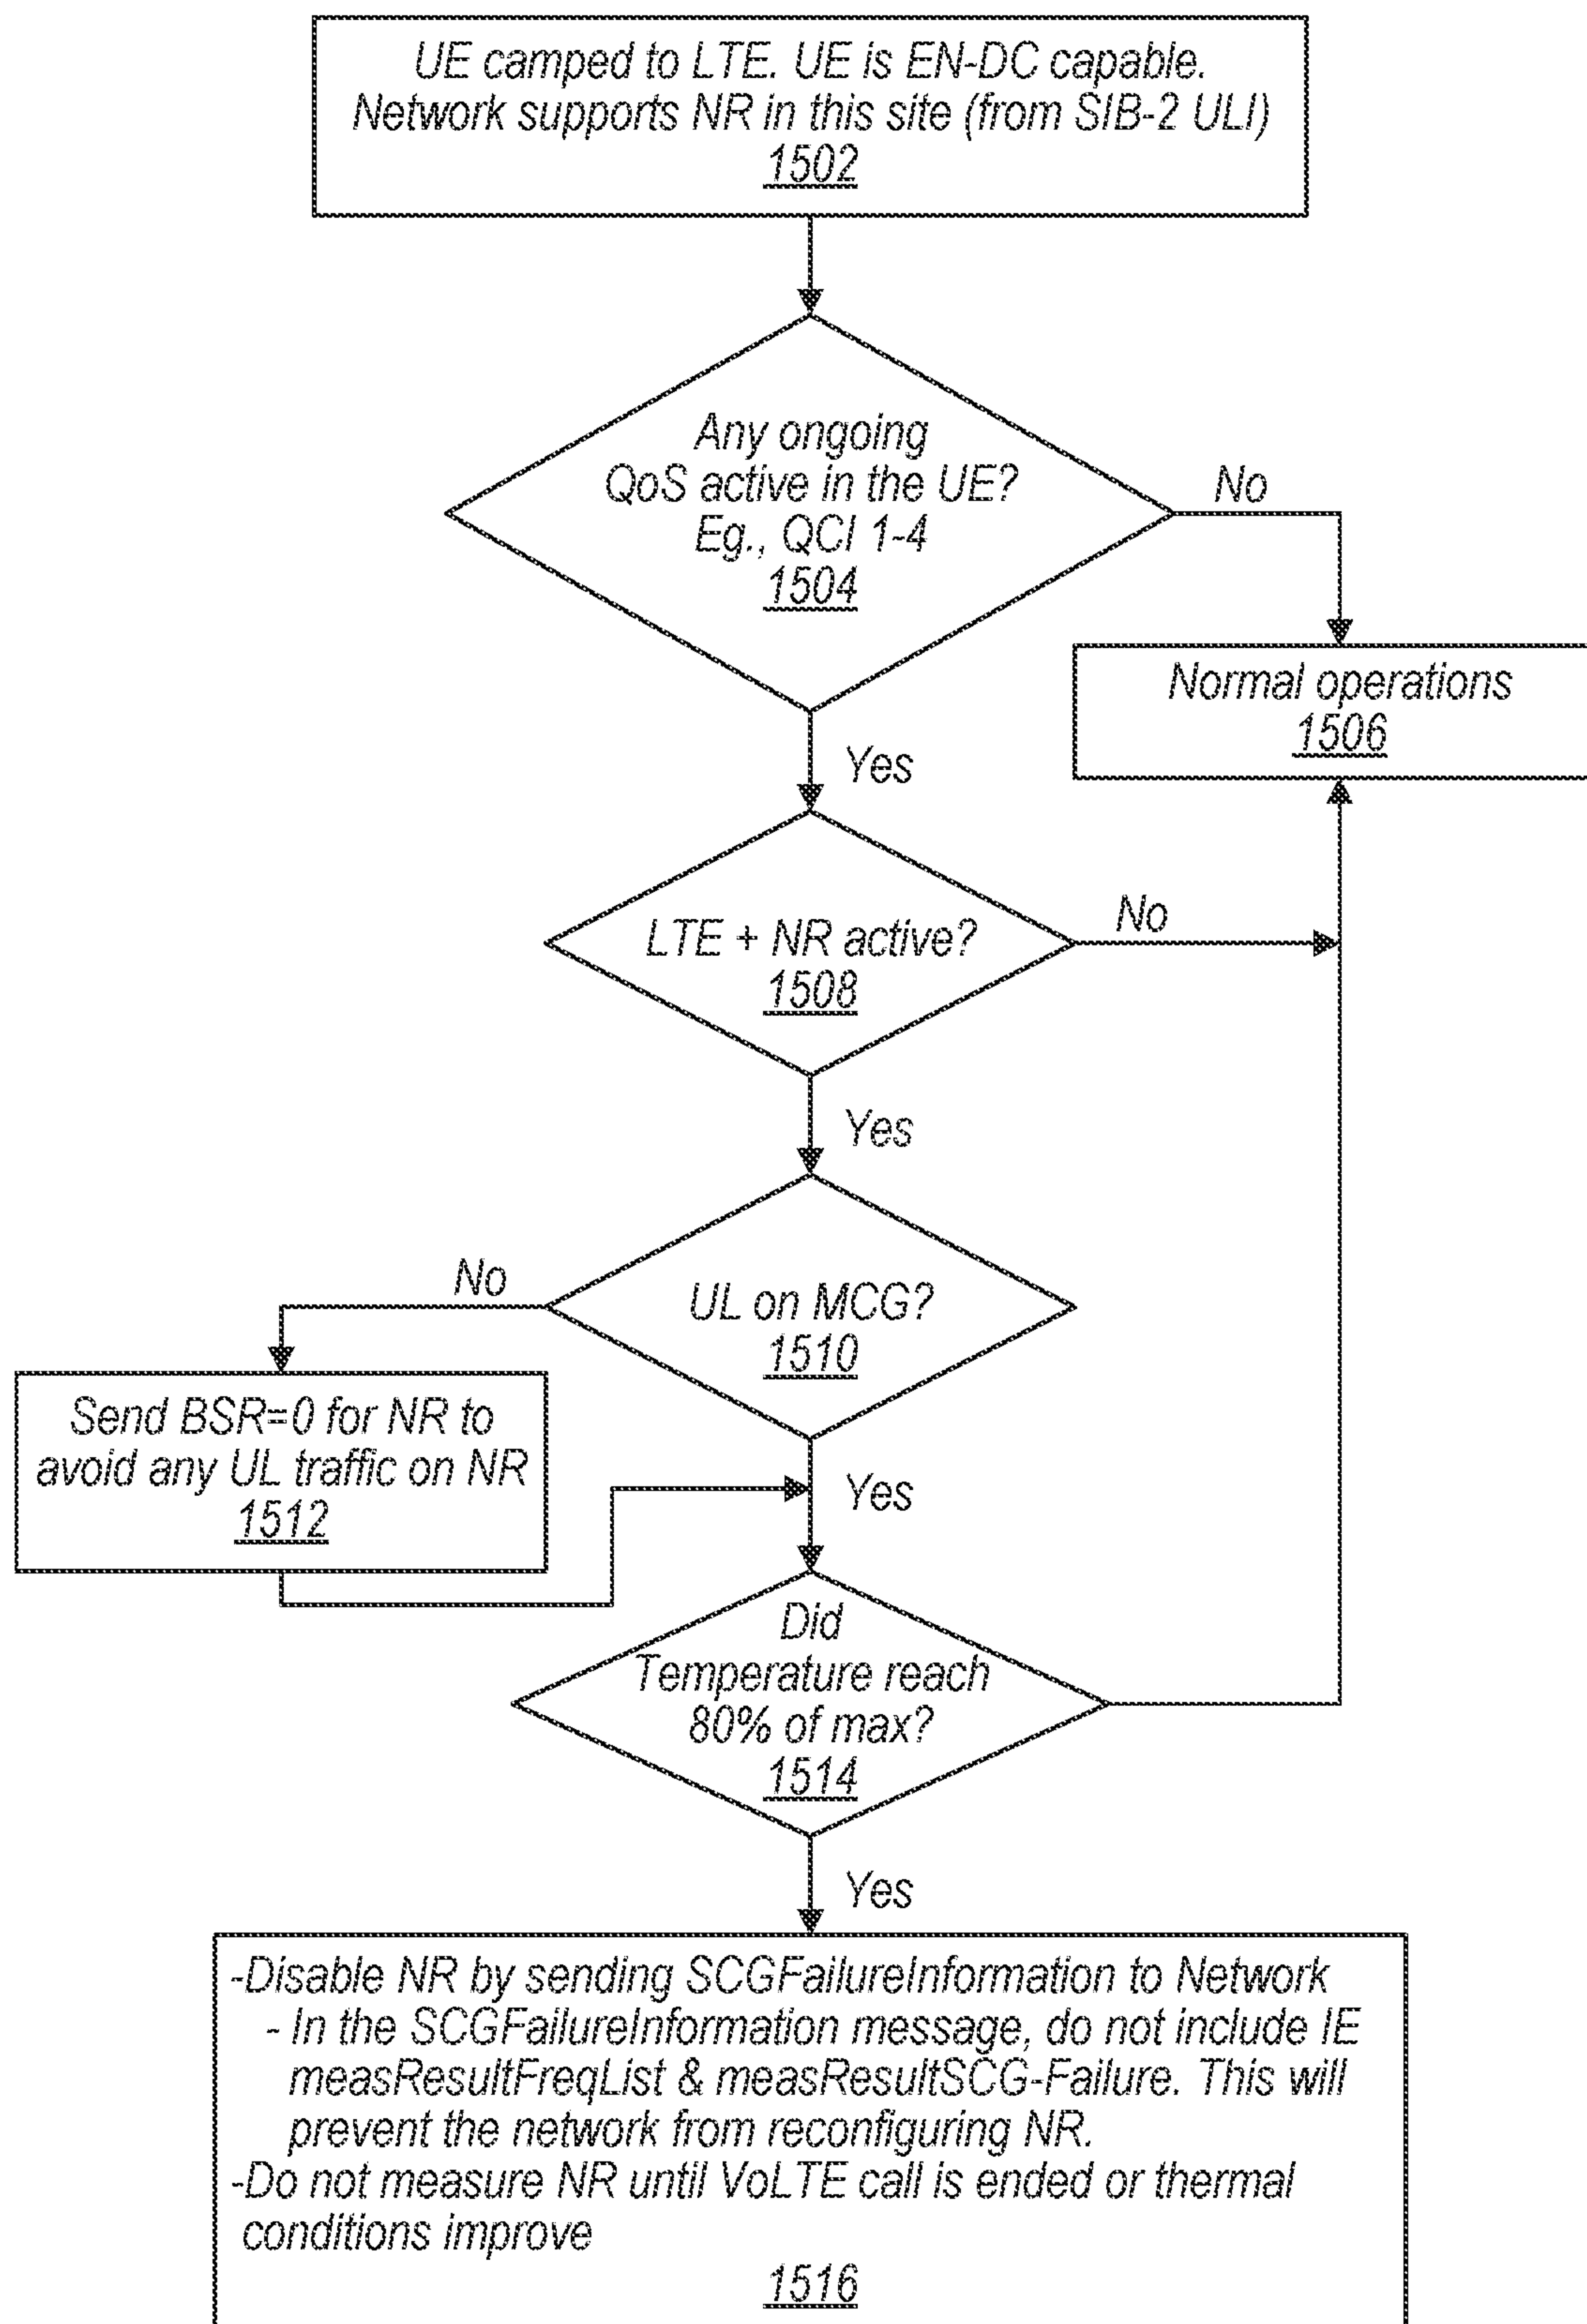 UE camped to LTE. UE is EN-DC capable.
Network supports NR in this site (from SIB-2 ULI)
1502
Any ongoing
QoS active in the UE?
Eg., QCI 1-4
1504
No
Normal operations
1506
Yes
LTE + NR active?
1508
No
Yes
UL on MCG?
1510
No
Send BSR=0 for NR to
avoid any UL traffic on NR
1512
Yes
Did
Temperature reach
80% of max?
1514
Yes
-Disable NR by sending SCGFailureInformation to Network
- In the SCGFailureInformation message, do not include IE
measResultFreqList & measResultSCG-Failure. This will
prevent the network from reconfiguring NR.
-Do not measure NR until VoLTE call is ended or thermal
conditions improve
1516